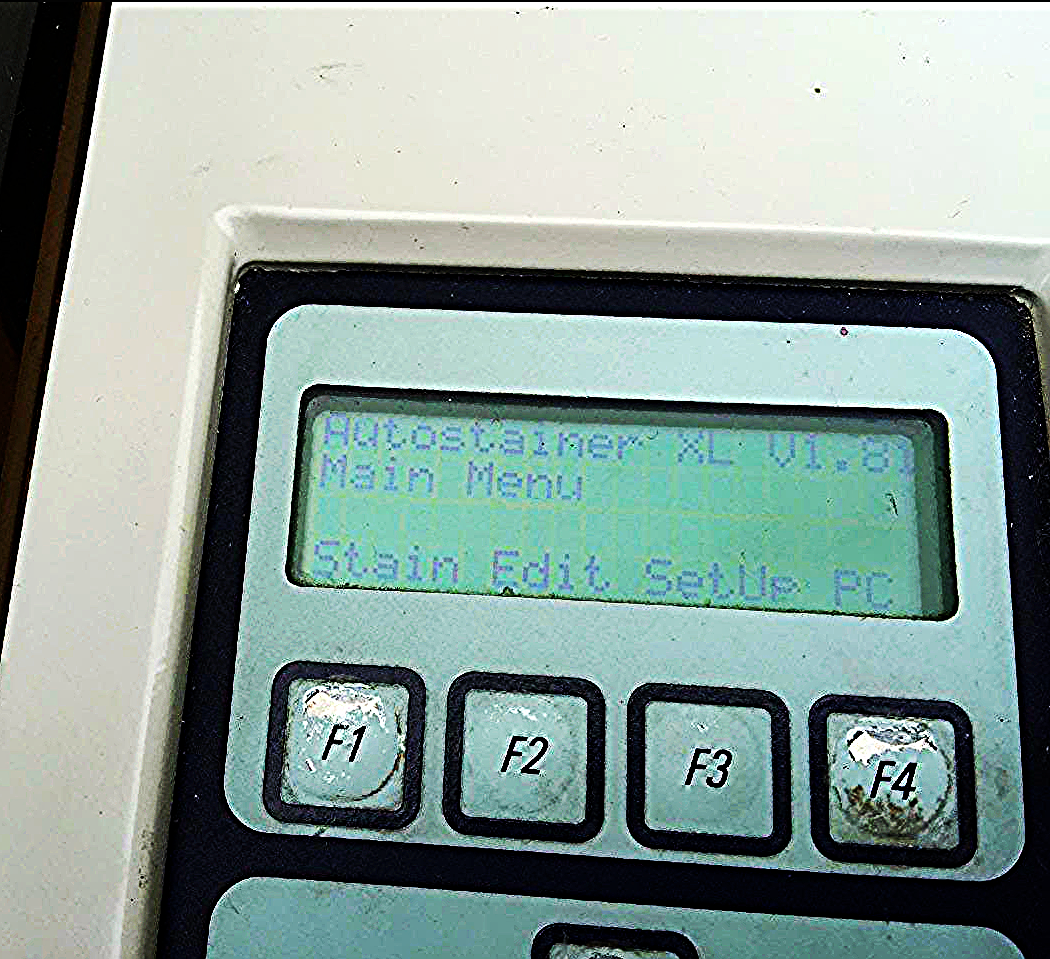 Autostainer XL V1.81
Main Menu
Stain Edit SetUp PC
F1 F2 F3 F4